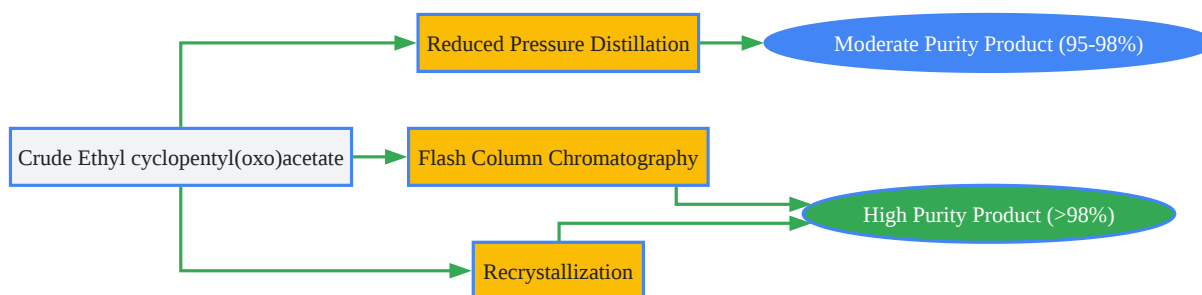 Reduced Pressure Distillation
Moderate Purity Product (95-98%)
Crude Ethyl cyclopentyl(oxo)acetate
Flash Column Chromatography
High Purity Product (>98%)
Recrystallization